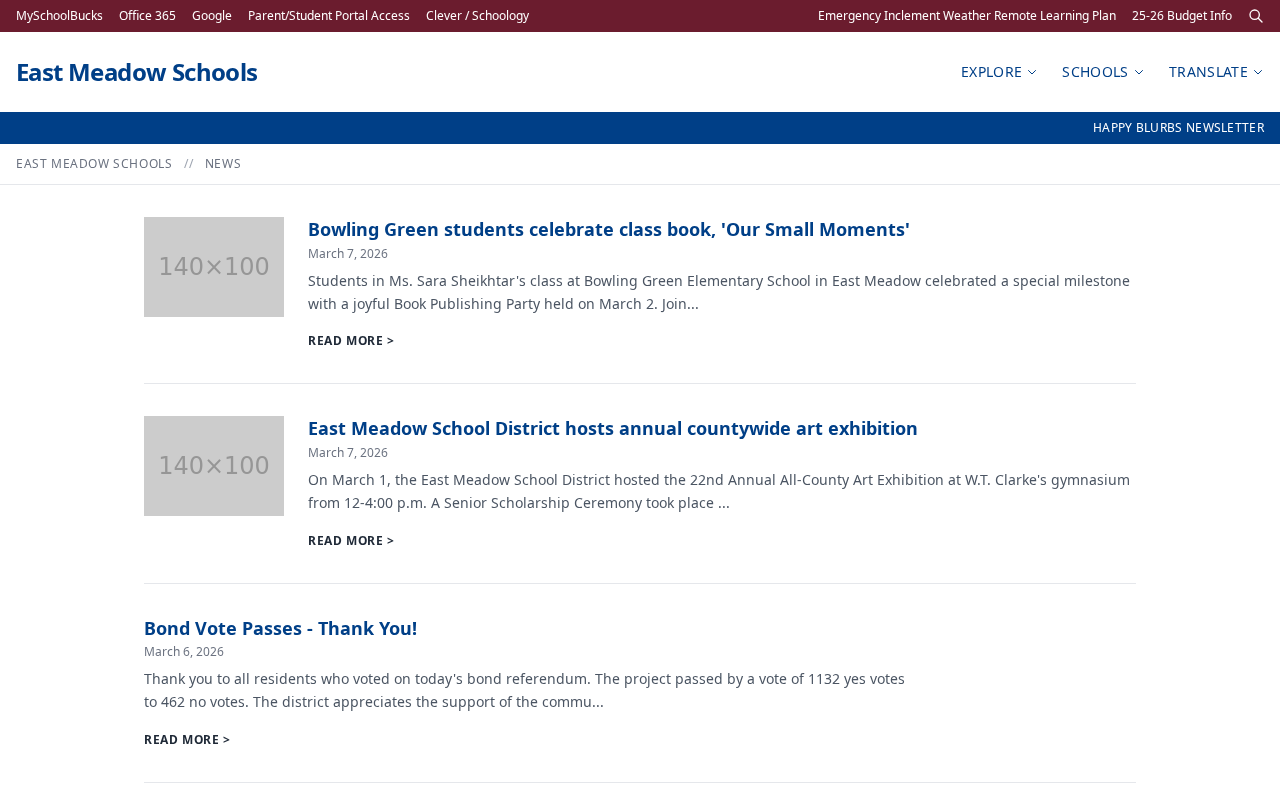 MySchoolBucks Office 365 Google Parent/Student Portal Access Clever / Schoology Emergency Inclement Weather Remote Learning Plan 25-26 Budget Info
East Meadow Schools EXPLORE SCHOOLS TRANSLATE
HAPPY BLURBS NEWSLETTER
EAST MEADOW SCHOOLS // NEWS
140×100
Bowling Green students celebrate class book, 'Our Small Moments'
March 7, 2026
Students in Ms. Sara Sheikhtar's class at Bowling Green Elementary School in East Meadow celebrated a special milestone
with a joyful Book Publishing Party held on March 2. Join...
READ MORE >
140×100
East Meadow School District hosts annual countywide art exhibition
March 7, 2026
On March 1, the East Meadow School District hosted the 22nd Annual All-County Art Exhibition at W.T. Clarke's gymnasium
from 12-4:00 p.m. A Senior Scholarship Ceremony took place ...
READ MORE >
Bond Vote Passes - Thank You!
March 6, 2026
Thank you to all residents who voted on today's bond referendum. The project passed by a vote of 1132 yes votes
to 462 no votes. The district appreciates the support of the commu...
READ MORE >